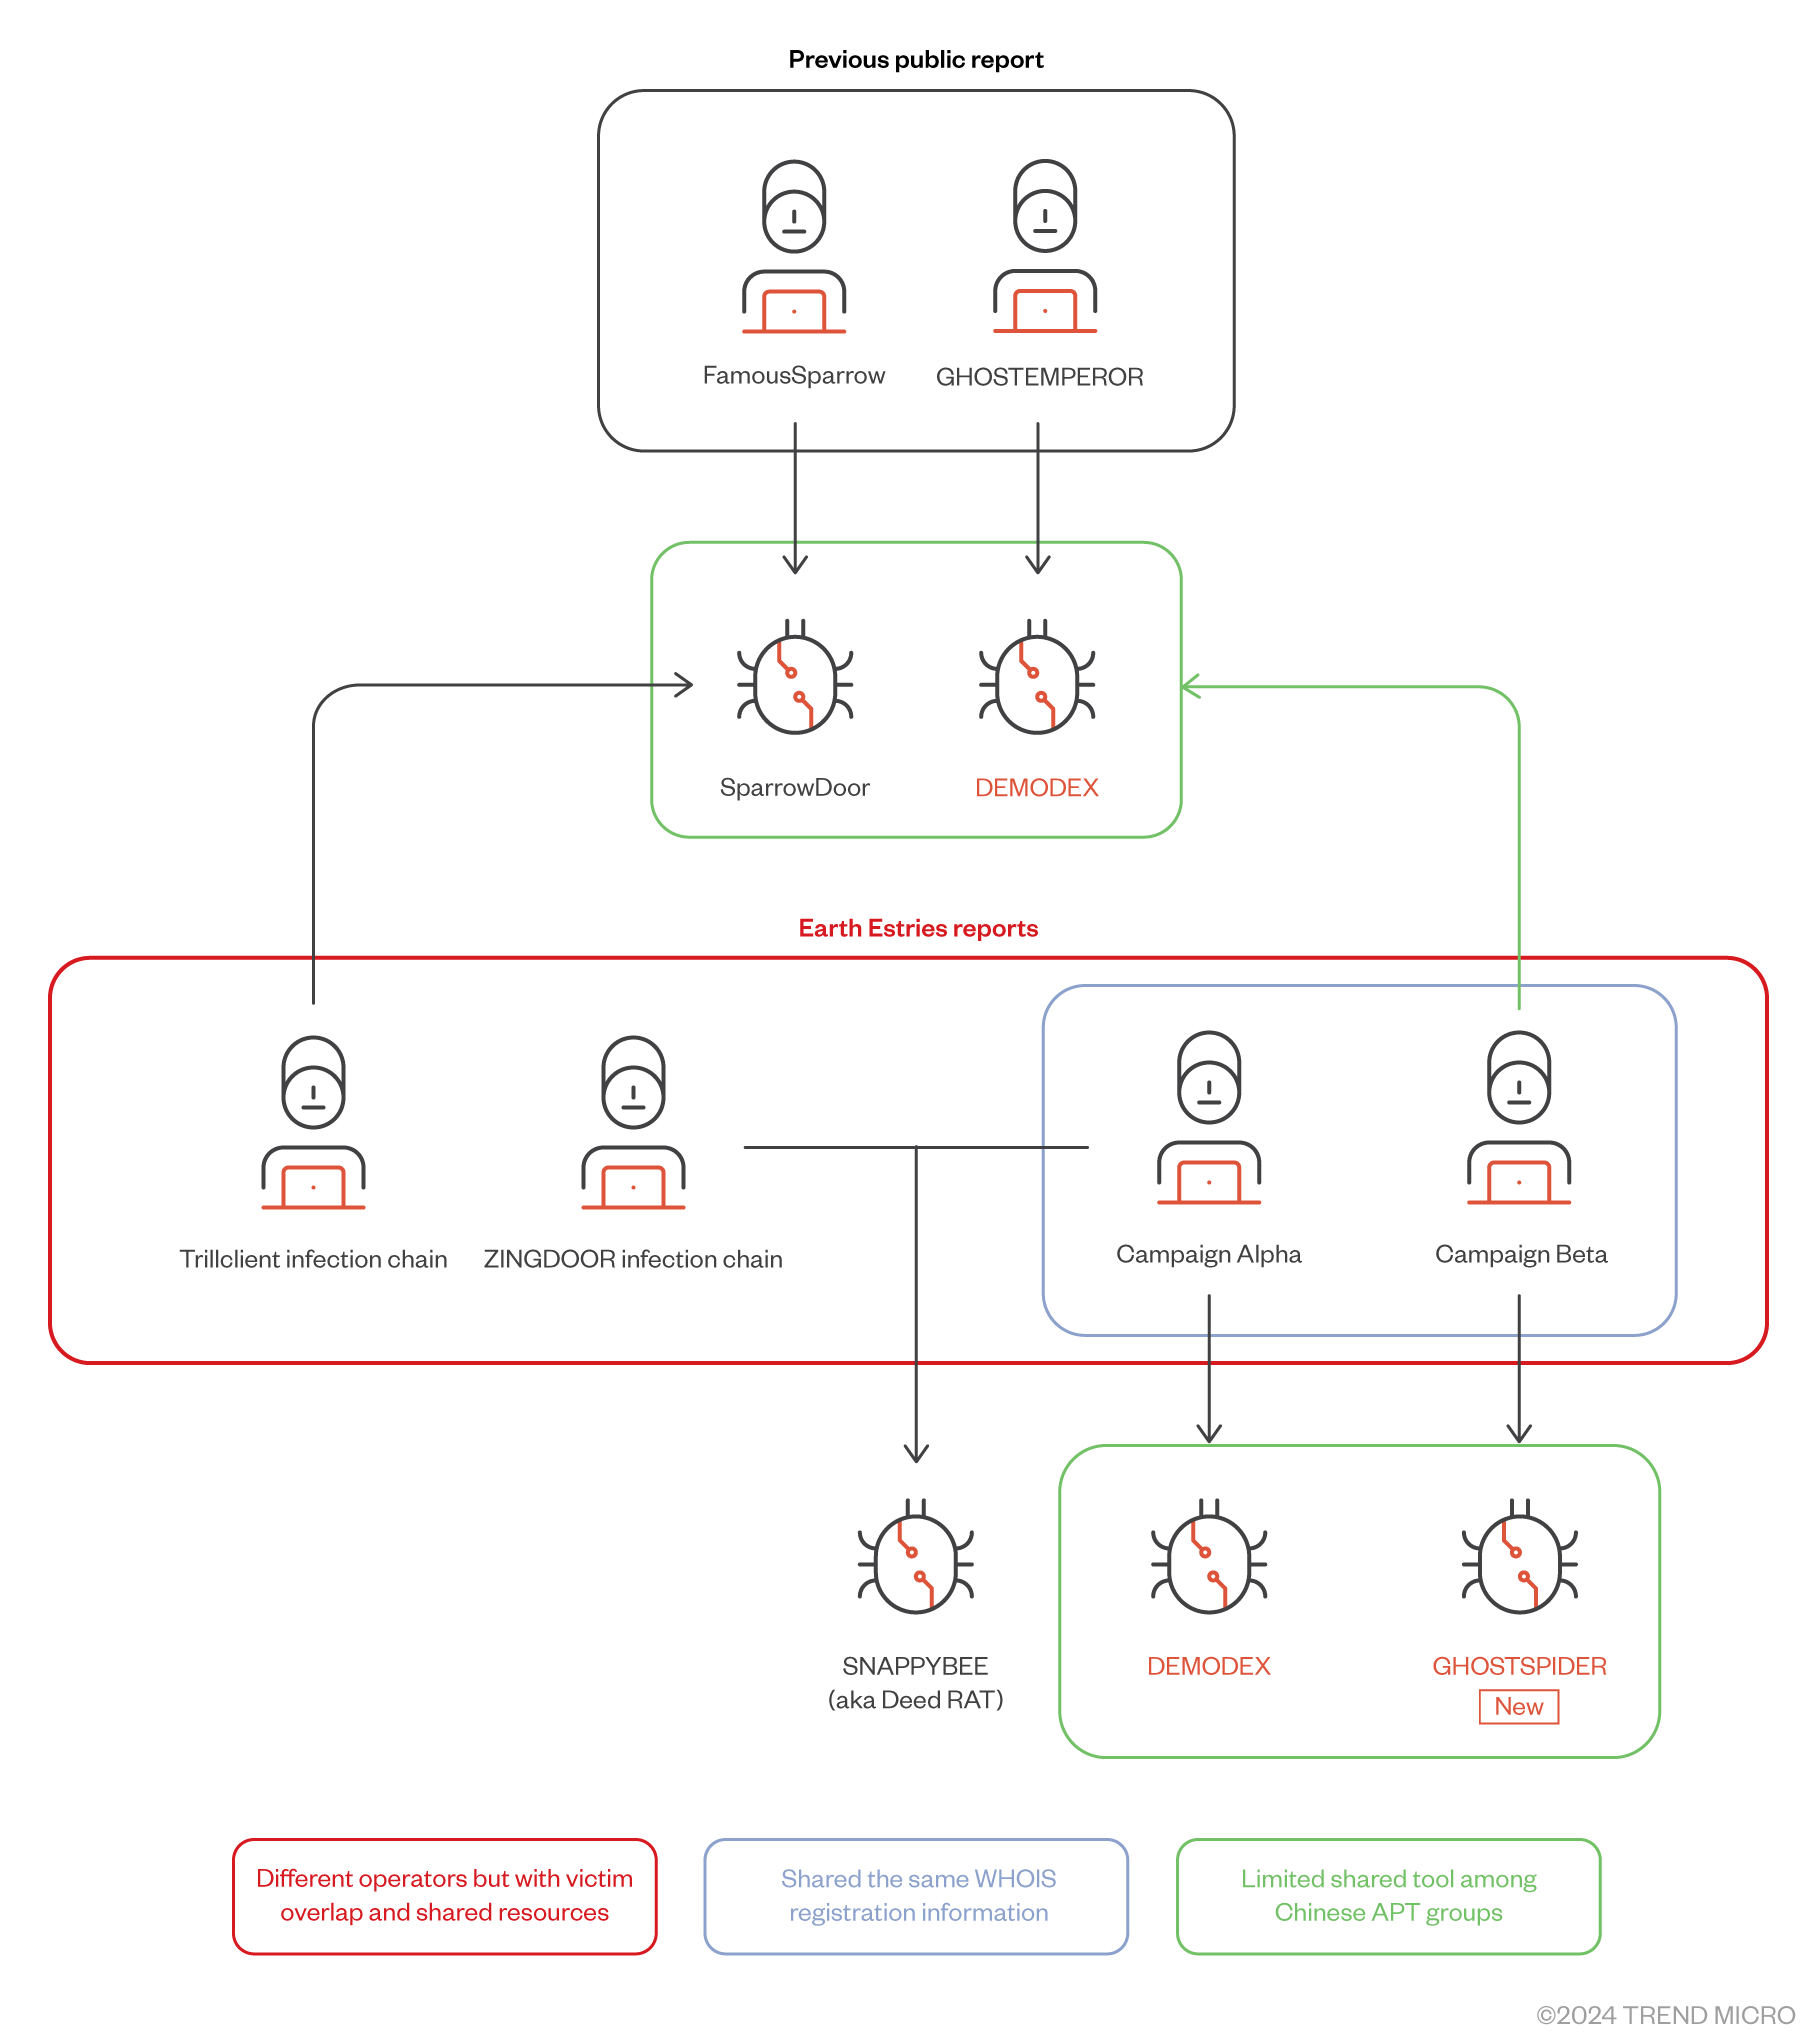 Previous public report
FamousSparrow
GHOSTEMPEROR
SparrowDoor
DEMODEX
Earth Estries reports
Trillclient infection chain
ZINGDOOR infection chain
Campaign Alpha
Campaign Beta
SNAPPYBEE
(aka Deed RAT)
DEMODEX
GHOSTSPIDER
New
Different operators but with victim
overlap and shared resources
Shared the same WHOIS
registration information
Limited shared tool among
Chinese APT groups
©2024 TREND MICRO